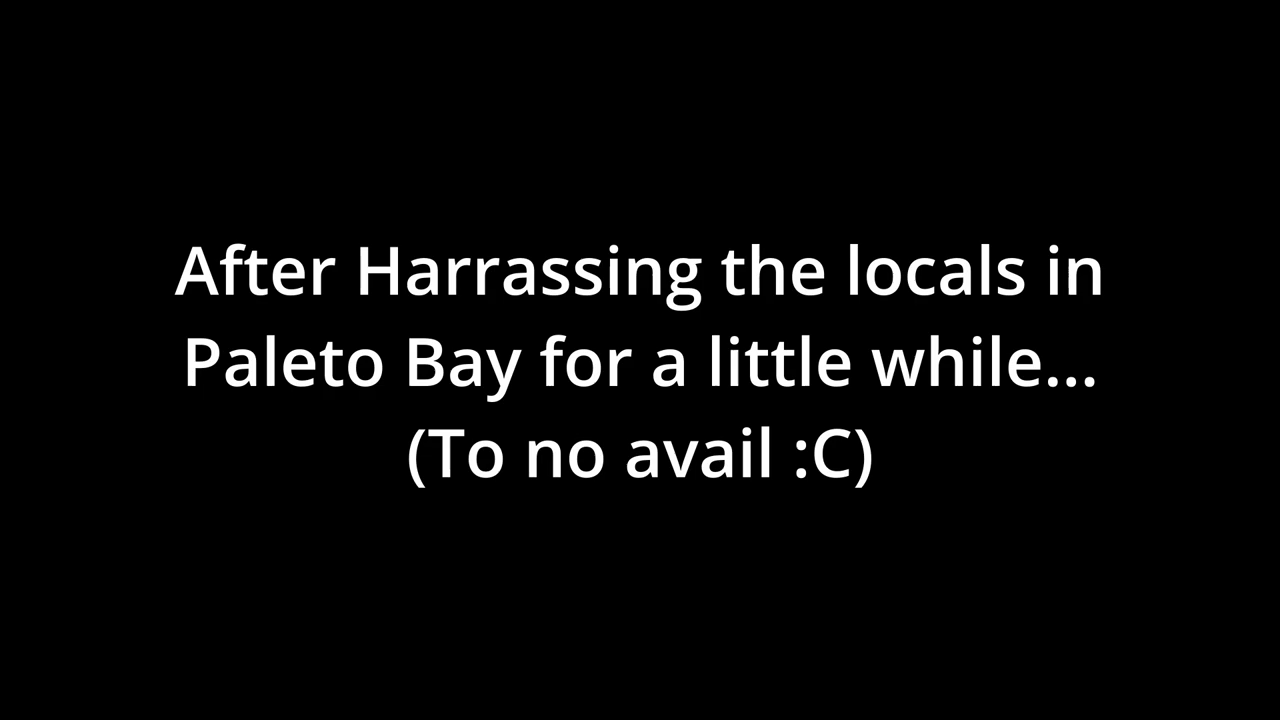 After Harrassing the locals in
Paleto Bay for a little while...
(To no avail :C)